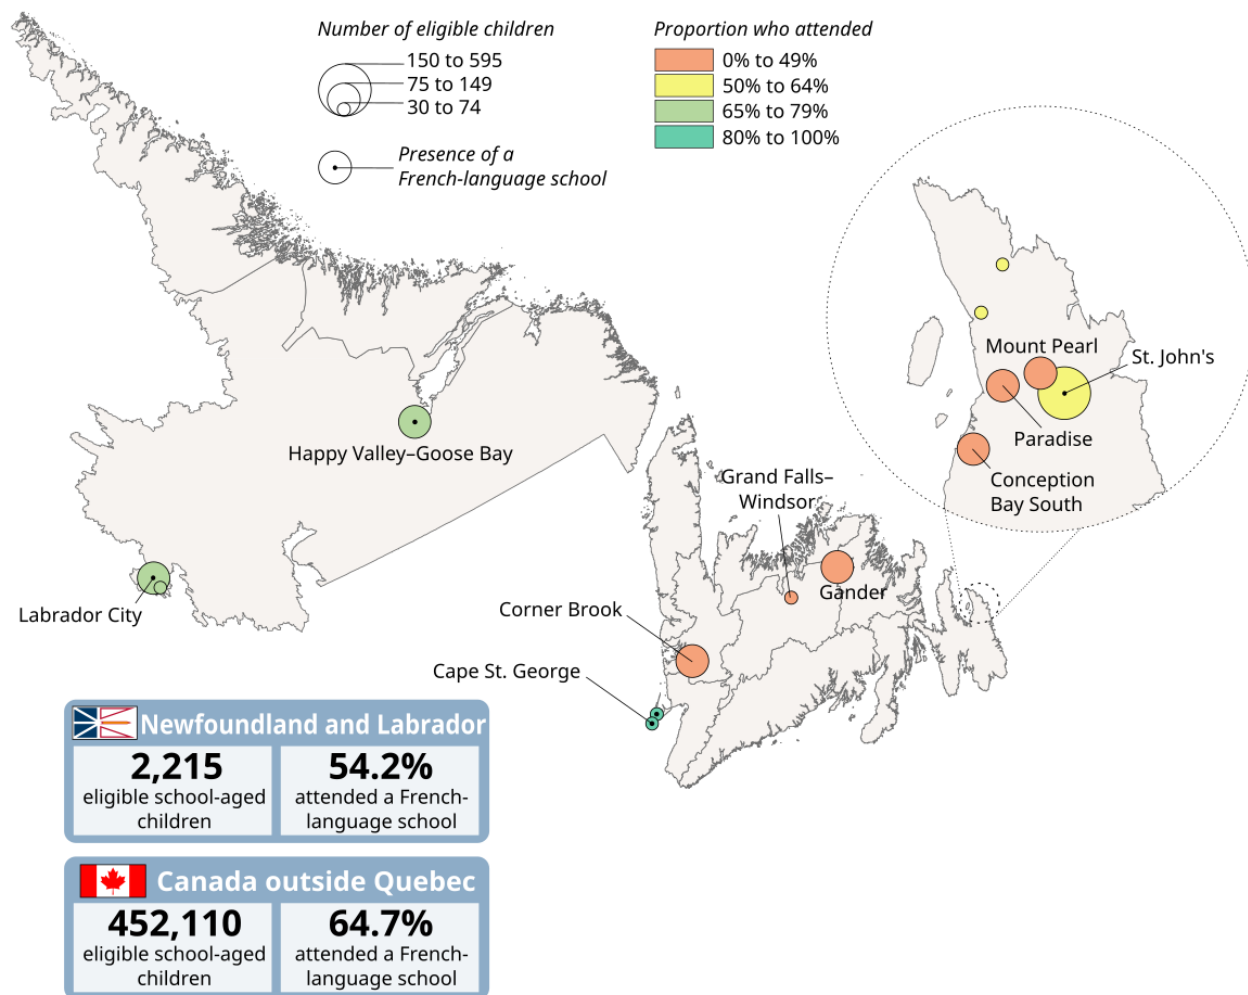 Number of eligible children
150 to 595
75 to 149
30 to 74
Presence of a
French-language school
Proportion who attended
0% to 49%
50% to 64%
65% to 79%
80% to 100%
Mount Pearl
St. John's
Paradise
Conception
Bay South
Happy Valley–Goose Bay
Grand Falls–
Windsor
Gander
Labrador City
Corner Brook
Cape St. George
Newfoundland and Labrador
2,215
eligible school-aged
children
54.2%
attended a French-
language school
Canada outside Quebec
452,110
eligible school-aged
children
64.7%
attended a French-
language school